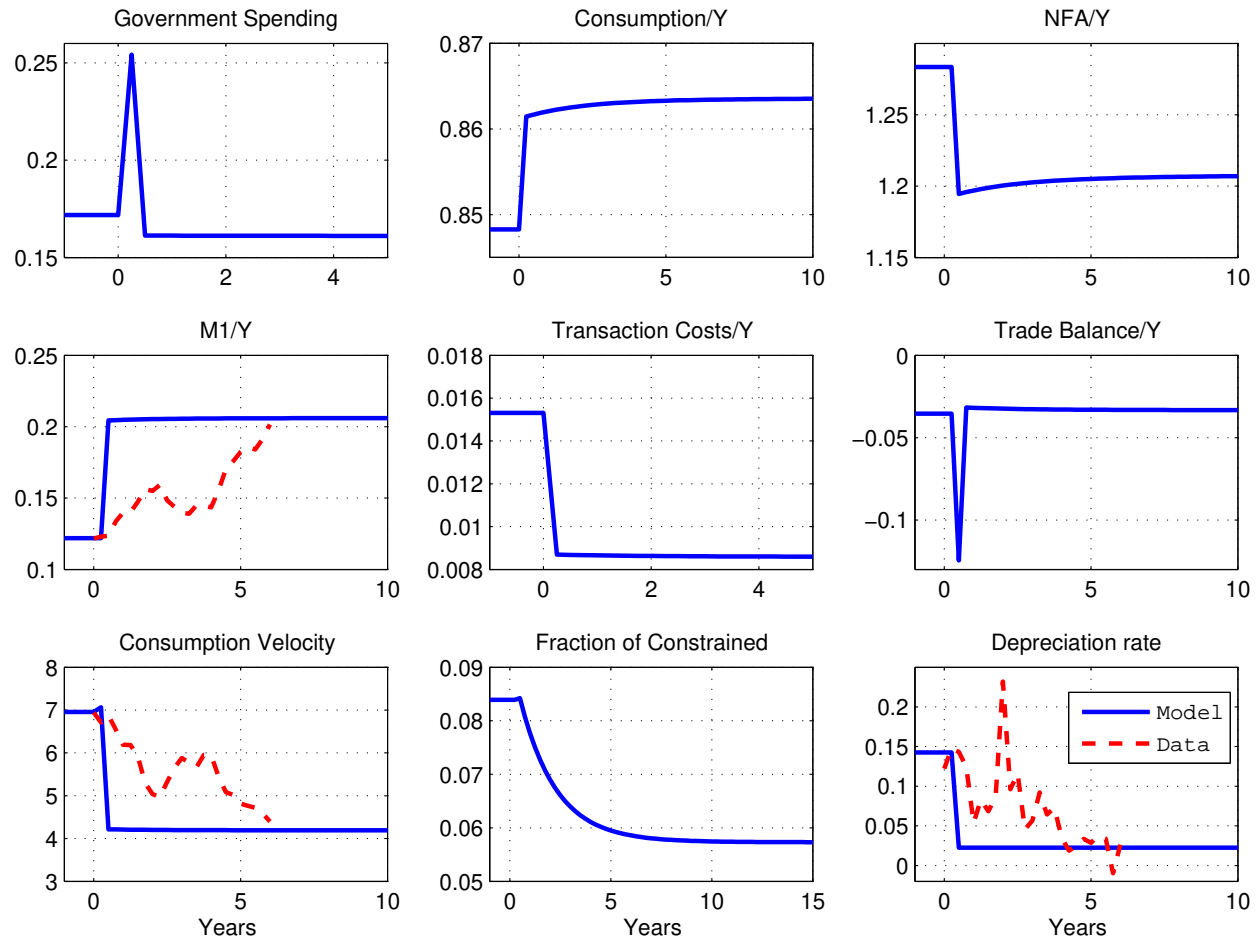 Government Spending
0.25
0.2
0.15
0 2 4
Consumption/Y
0.87
0.86
0.85
0 5 10
NFA/Y
1.25
1.2
1.15
0 5 10
M1/Y
0.25
0.2
0.15
0.1
0 5 10
Transaction Costs/Y
0.018
0.016
0.014
0.012
0.01
0.008
0 2 4
Trade Balance/Y
0
−0.05
−0.1
0 5 10
Consumption Velocity
8
7
6
5
4
3
0 5 10
Years
Fraction of Constrained
0.09
0.08
0.07
0.06
0.05
0 5 10 15
Years
Depreciation rate
0.2
0.15
0.1
0.05
0
Model
Data
0 5 10
Years